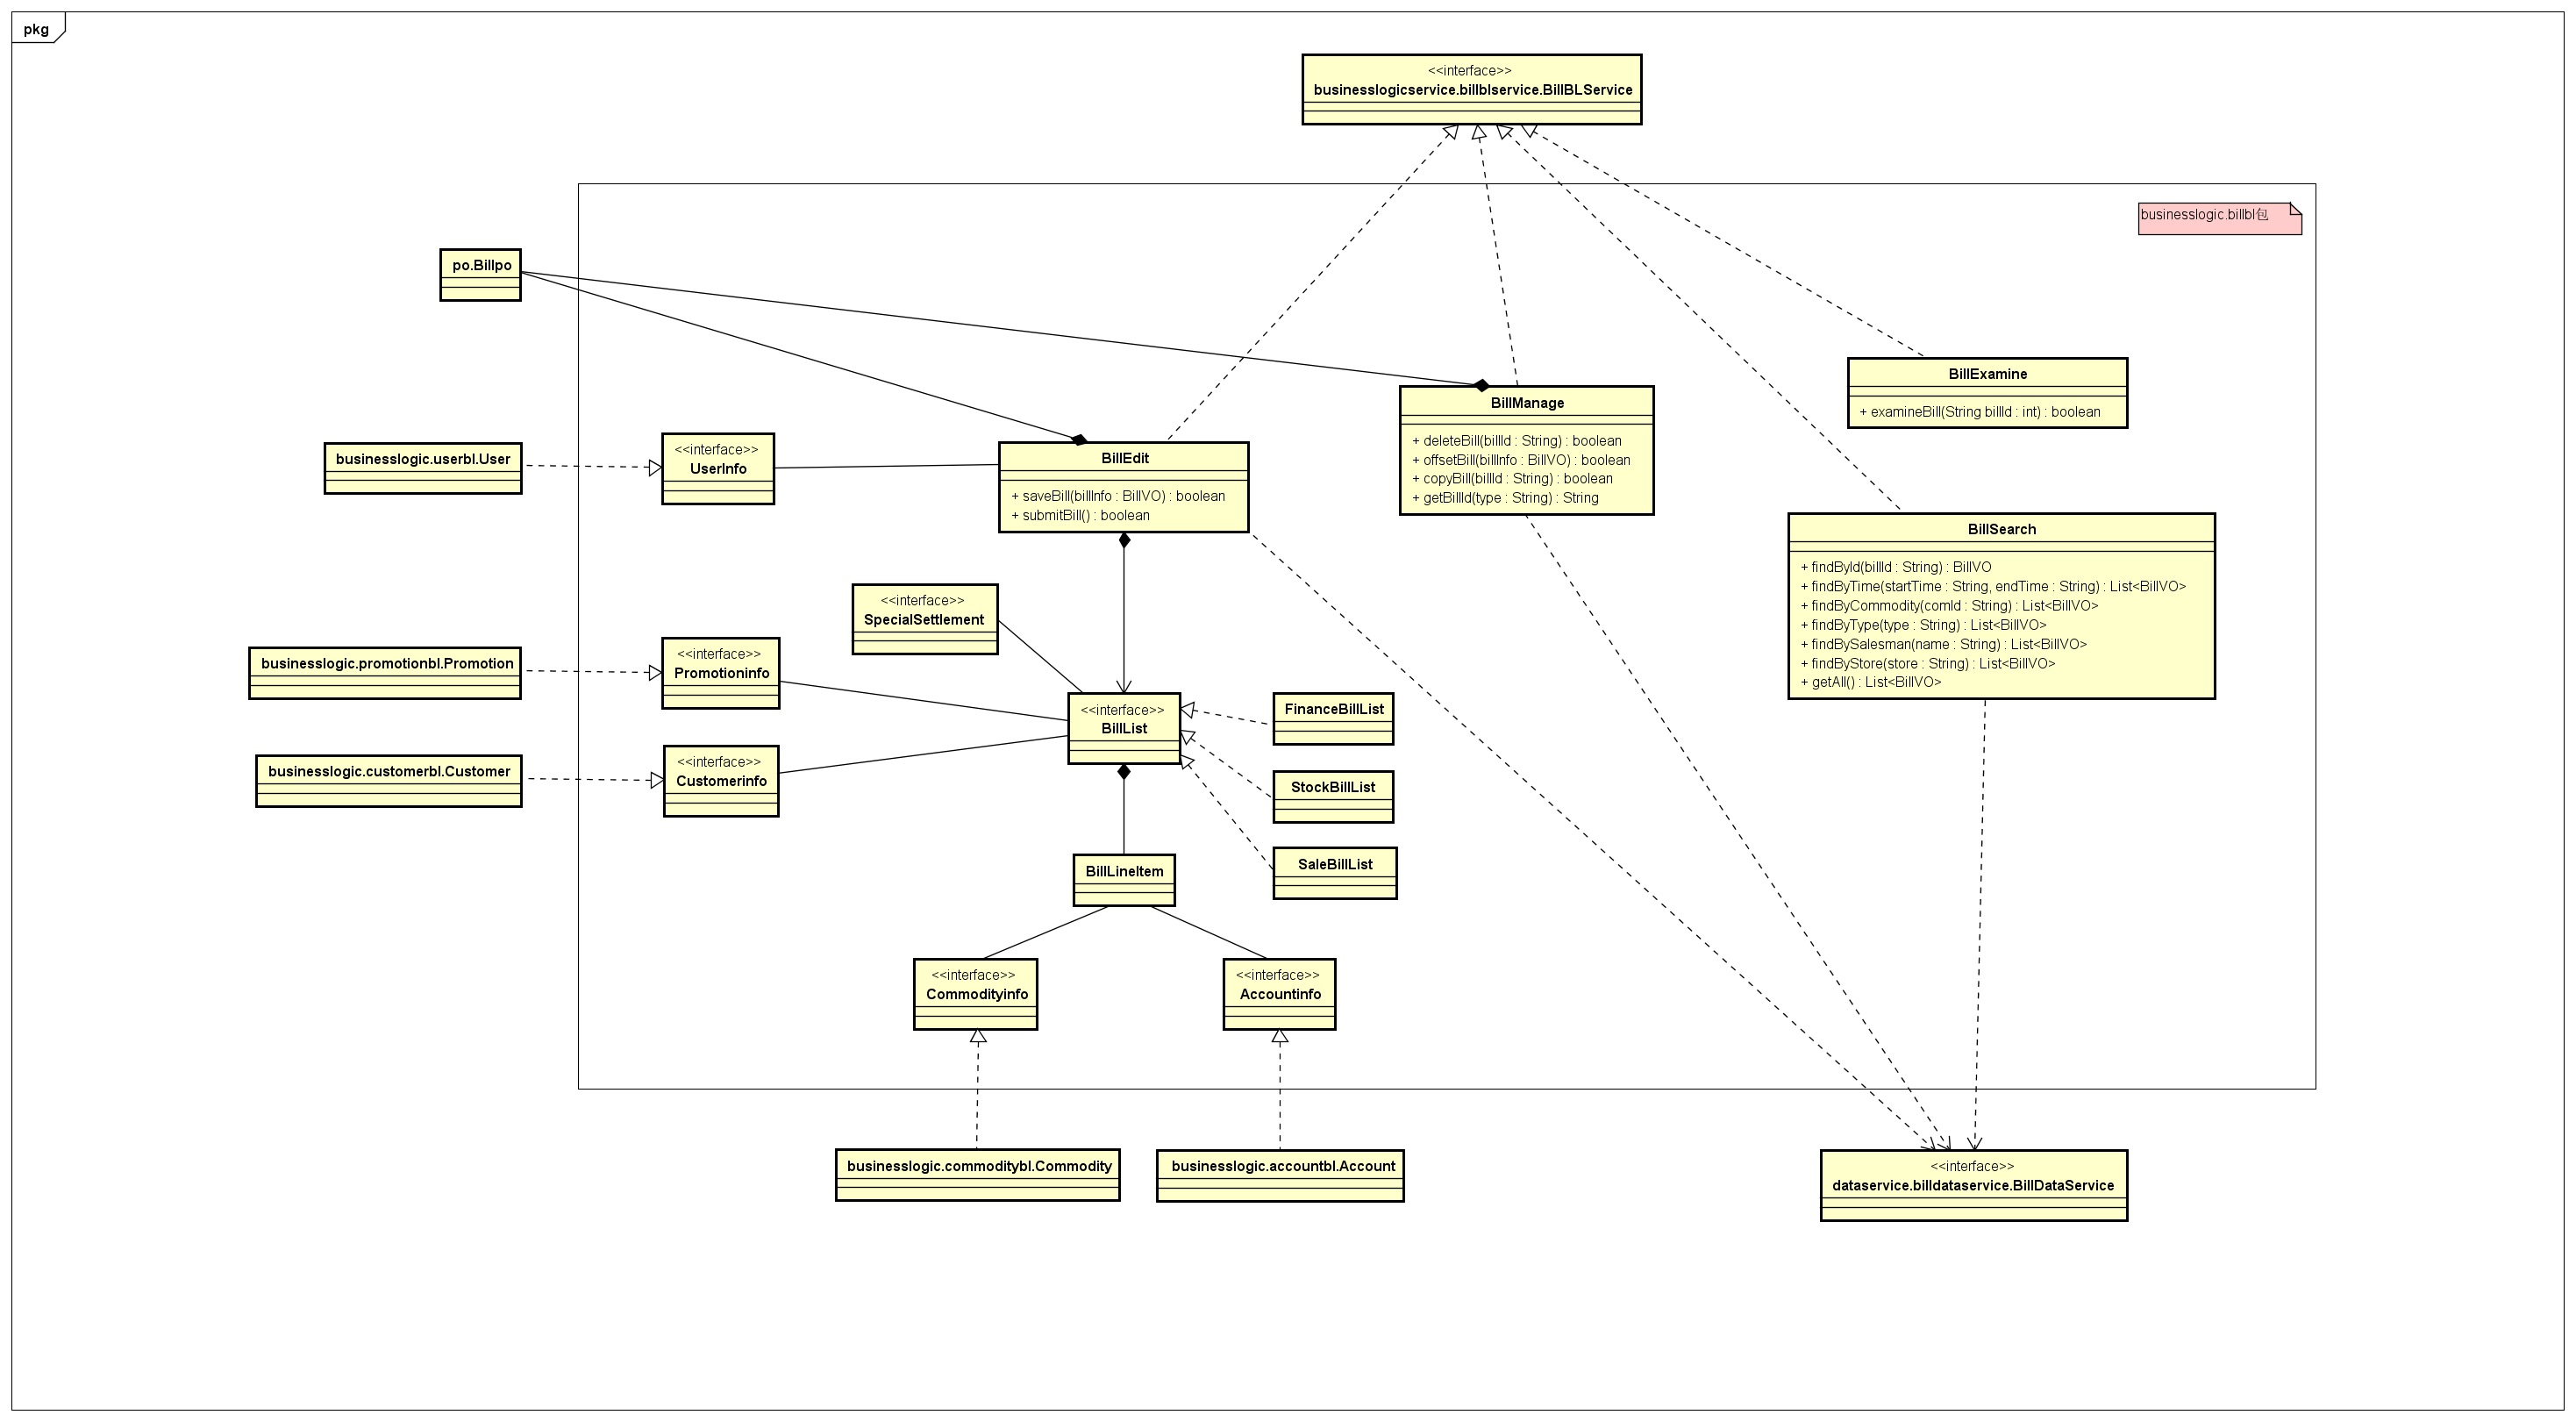 pkg
<<interface>>
businesslogicservice.billblservice.BillBLService
businesslogic.billbl包
po.Billpo
BillExamine
+ examineBill(String billId : int) : boolean
BillManage
+ deleteBill(billId : String) : boolean
+ offsetBill(billInfo : BillVO) : boolean
+ copyBill(billId : String) : boolean
+ getBillId(type : String) : String
businesslogic.userbl.User
<<interface>>
UserInfo
BillEdit
+ saveBill(billInfo : BillVO) : boolean
+ submitBill() : boolean
BillSearch
+ findById(billId : String) : BillVO
+ findByTime(startTime : String, endTime : String) : List<BillVO>
+ findByCommodity(comId : String) : List<BillVO>
+ findByType(type : String) : List<BillVO>
+ findBySalesman(name : String) : List<BillVO>
+ findByStore(store : String) : List<BillVO>
+ getAll() : List<BillVO>
<<interface>>
SpecialSettlement
businesslogic.promotionbl.Promotion
<<interface>>
Promotioninfo
<<interface>>
BillList
FinanceBillList
businesslogic.customerbl.Customer
<<interface>>
Customerinfo
StockBillList
SaleBillList
BillLineItem
<<interface>>
Commodityinfo
<<interface>>
Accountinfo
businesslogic.commoditybl.Commodity
businesslogic.accountbl.Account
<<interface>>
dataservice.billdataservice.BillDataService